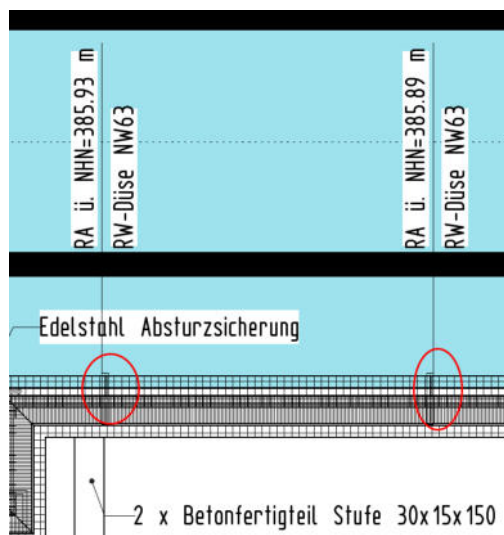 RA ü. NHN=385.93 m
RW-Düse NW63
RA ü. NHN=385.89 m
RW-Düse NW63
Edelstahl Absturzsicherung
2 x Betonfertigteil Stufe 30x15x150